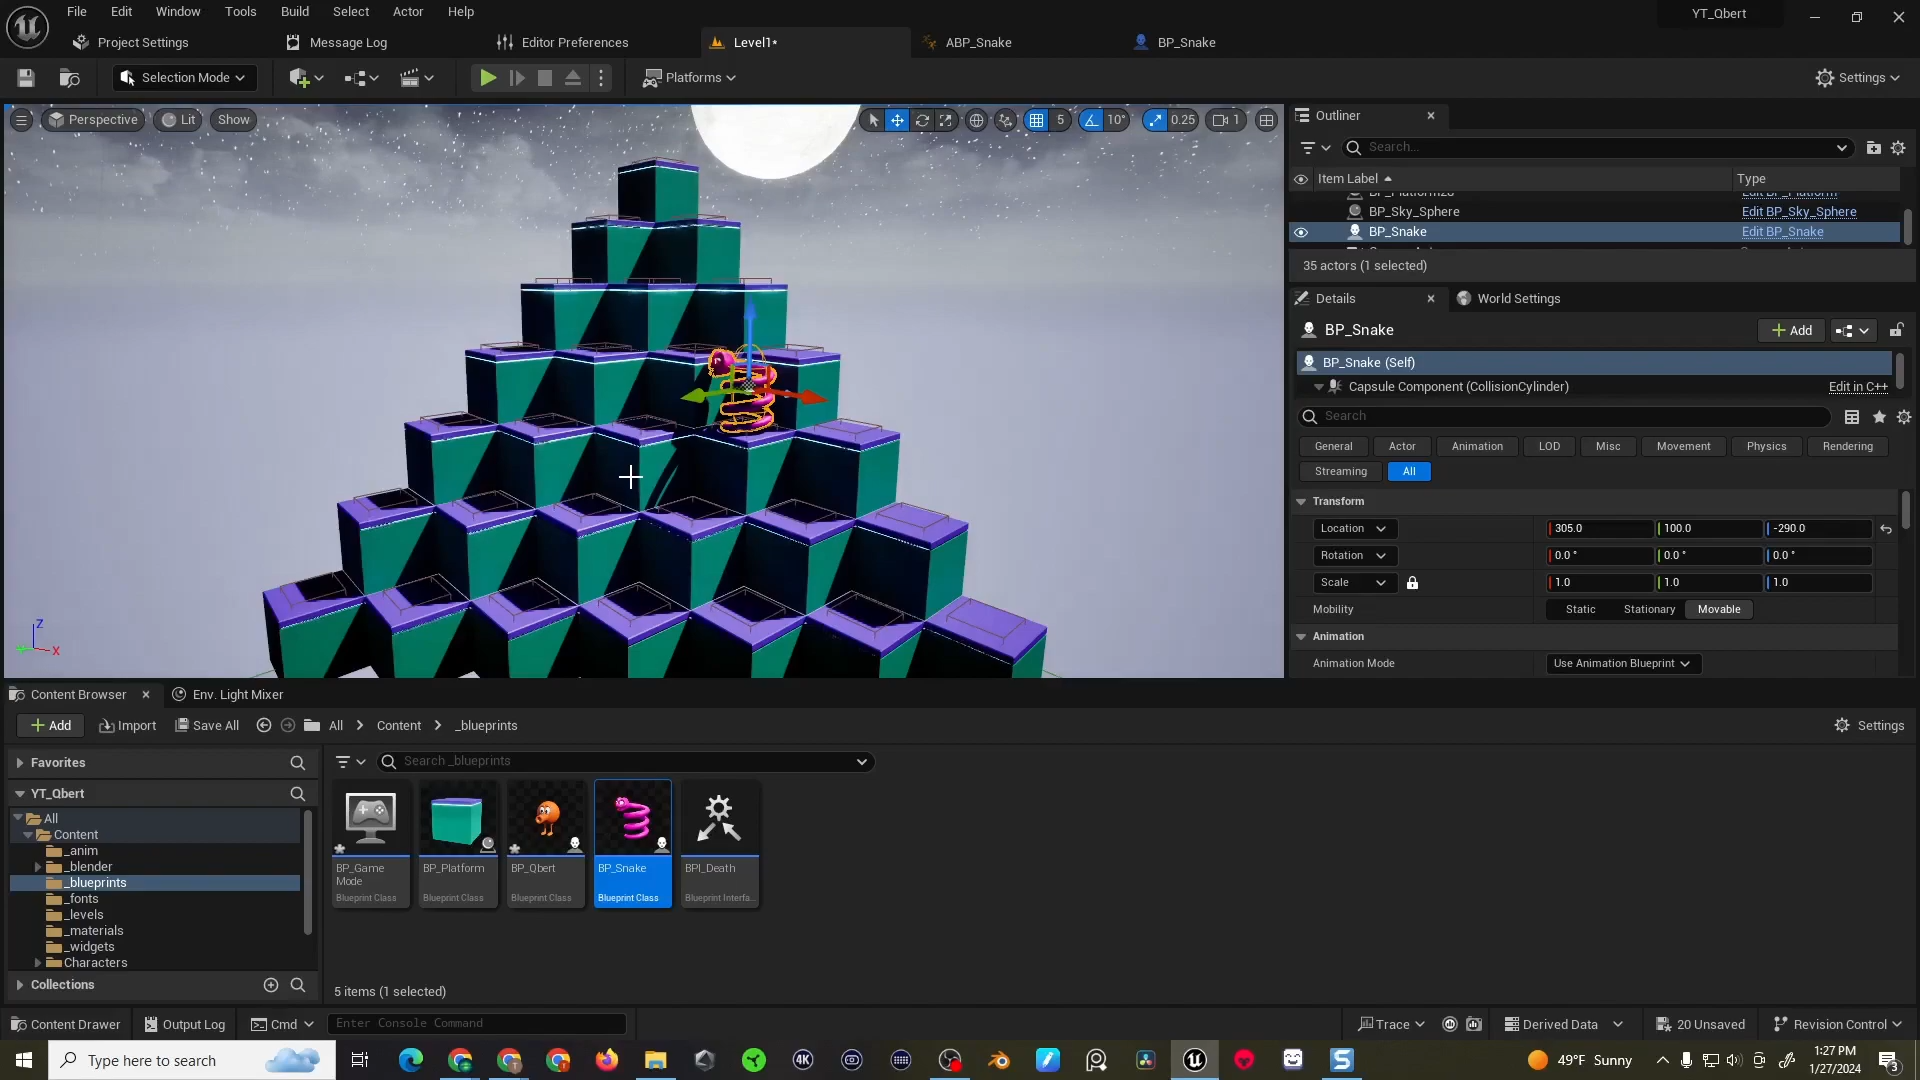 File Edit Window Tools Build Select Actor Help
YT_Qbert
Project Settings
Message Log
Editor Preferences
Level1*
ABP_Snake
BP_Snake
Selection Mode
Platforms
Settings
Perspective
Lit
Show
5
10°
0.25
1
Z
X
Outliner
Search...
Item Label
Type
BP_Platform28
Edit BP_Platform
BP_Sky_Sphere
Edit BP_Sky_Sphere
BP_Snake
Edit BP_Snake
35 actors (1 selected)
Details
World Settings
BP_Snake
Add
BP_Snake (Self)
Capsule Component (CollisionCylinder)
Edit in C++
Search
General
Actor
Animation
LOD
Misc
Movement
Physics
Rendering
Streaming
All
Transform
Location
305.0
100.0
-290.0
Rotation
0.0 °
0.0 °
0.0 °
Scale
1.0
1.0
1.0
Mobility
Static
Stationary
Movable
Animation
Animation Mode
Use Animation Blueprint
Content Browser
Env. Light Mixer
Add
Import
Save All
All
Content
_blueprints
Settings
Favorites
Search _blueprints
YT_Qbert
All
Content
_anim
_blender
_blueprints
_fonts
_levels
_materials
_widgets
Characters
Collections
BP_Game
Mode
Blueprint Class
BP_Platform
Blueprint Class
BP_Qbert
Blueprint Class
BP_Snake
Blueprint Class
BPI_Death
Blueprint Interfa...
5 items (1 selected)
Content Drawer
Output Log
Cmd
Enter Console Command
Trace
Derived Data
20 Unsaved
Revision Control
Type here to search
4K
49°F Sunny
1:27 PM
1/27/2024
3